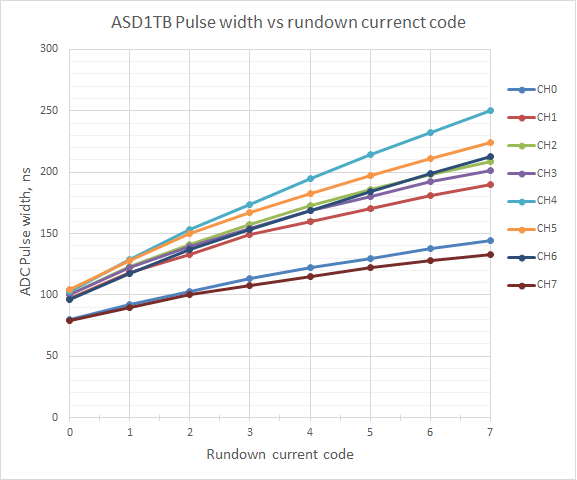 ASD1TB Pulse width vs rundown currenct code
300
250
200
150
100
50
0
ADC Pulse width, ns
0 1 2 3 4 5 6 7
Rundown current code
CH0
CH1
CH2
CH3
CH4
CH5
CH6
CH7